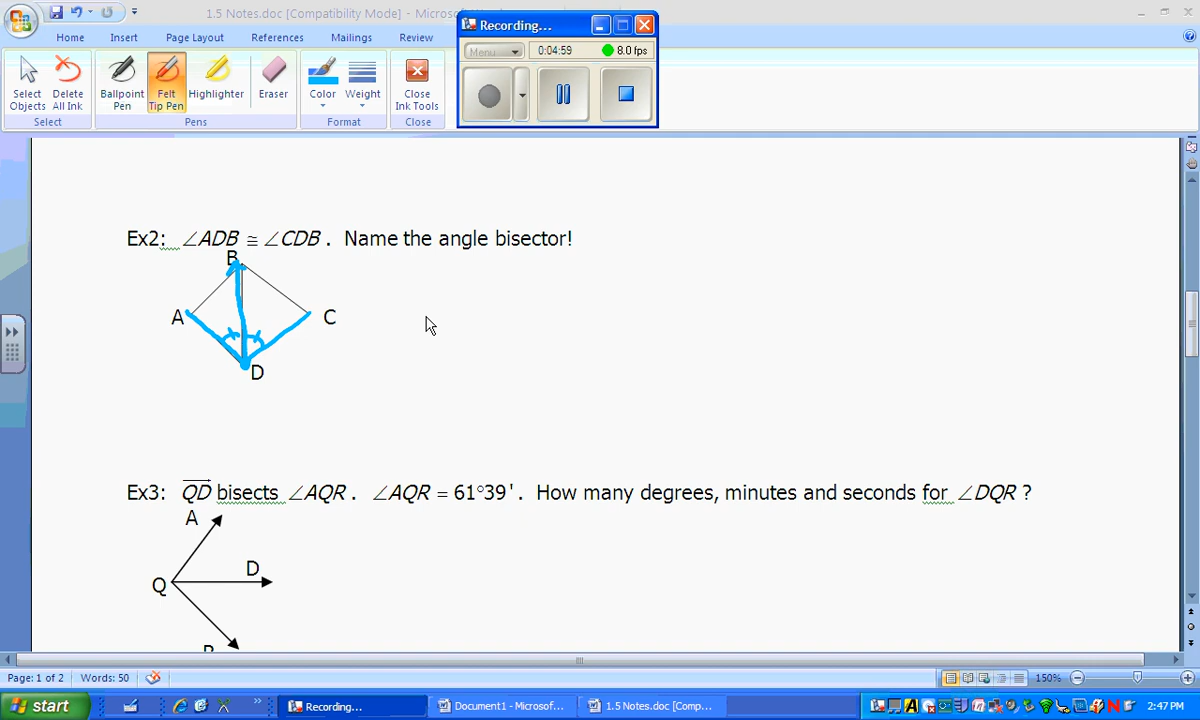 1.5 Notes.doc [Compatibility Mode] - Microso
Recording...
Home Insert Page Layout References Mailings Review
Menu 0:04:59 8.0 fps
Select Objects
Delete All Ink
Ballpoint Pen
Felt Tip Pen
Highlighter
Eraser
Color
Weight
Close Ink Tools
Select Pens Format Close
Ex2: ∠ADB ≅ ∠CDB . Name the angle bisector!
B
A C
D
Ex3: QD bisects ∠AQR . ∠AQR = 61°39' . How many degrees, minutes and seconds for ∠DQR ?
A
D
Q
Page: 1 of 2 Words: 50 150%
start Recording... Document1 - Microsof... 1.5 Notes.doc [Comp... 2:47 PM